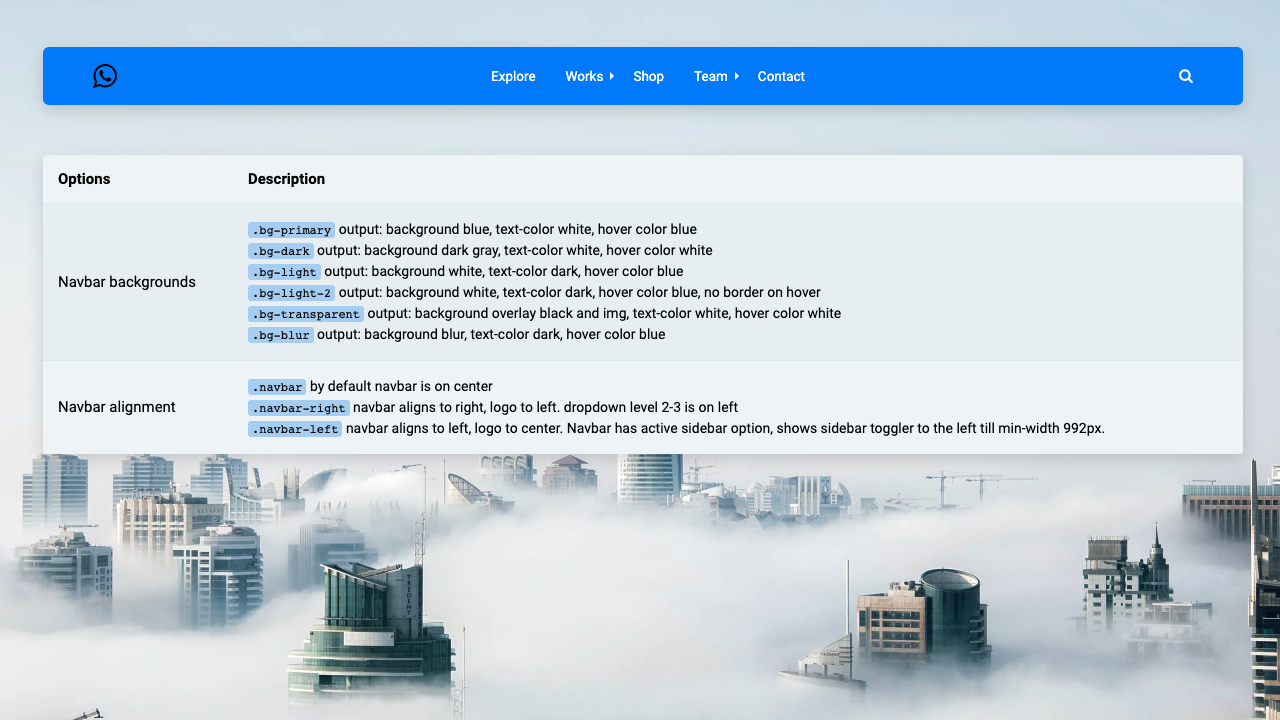 Explore Works Shop Team Contact
Options Description
Navbar backgrounds
.bg-primary output: background blue, text-color white, hover color blue
.bg-dark output: background dark gray, text-color white, hover color white
.bg-light output: background white, text-color dark, hover color blue
.bg-light-2 output: background white, text-color dark, hover color blue, no border on hover
.bg-transparent output: background overlay black and img, text-color white, hover color white
.bg-blur output: background blur, text-color dark, hover color blue
Navbar alignment
.navbar by default navbar is on center
.navbar-right navbar aligns to right, logo to left. dropdown level 2-3 is on left
.navbar-left navbar aligns to left, logo to center. Navbar has active sidebar option, shows sidebar toggler to the left till min-width 992px.
TRIDENT